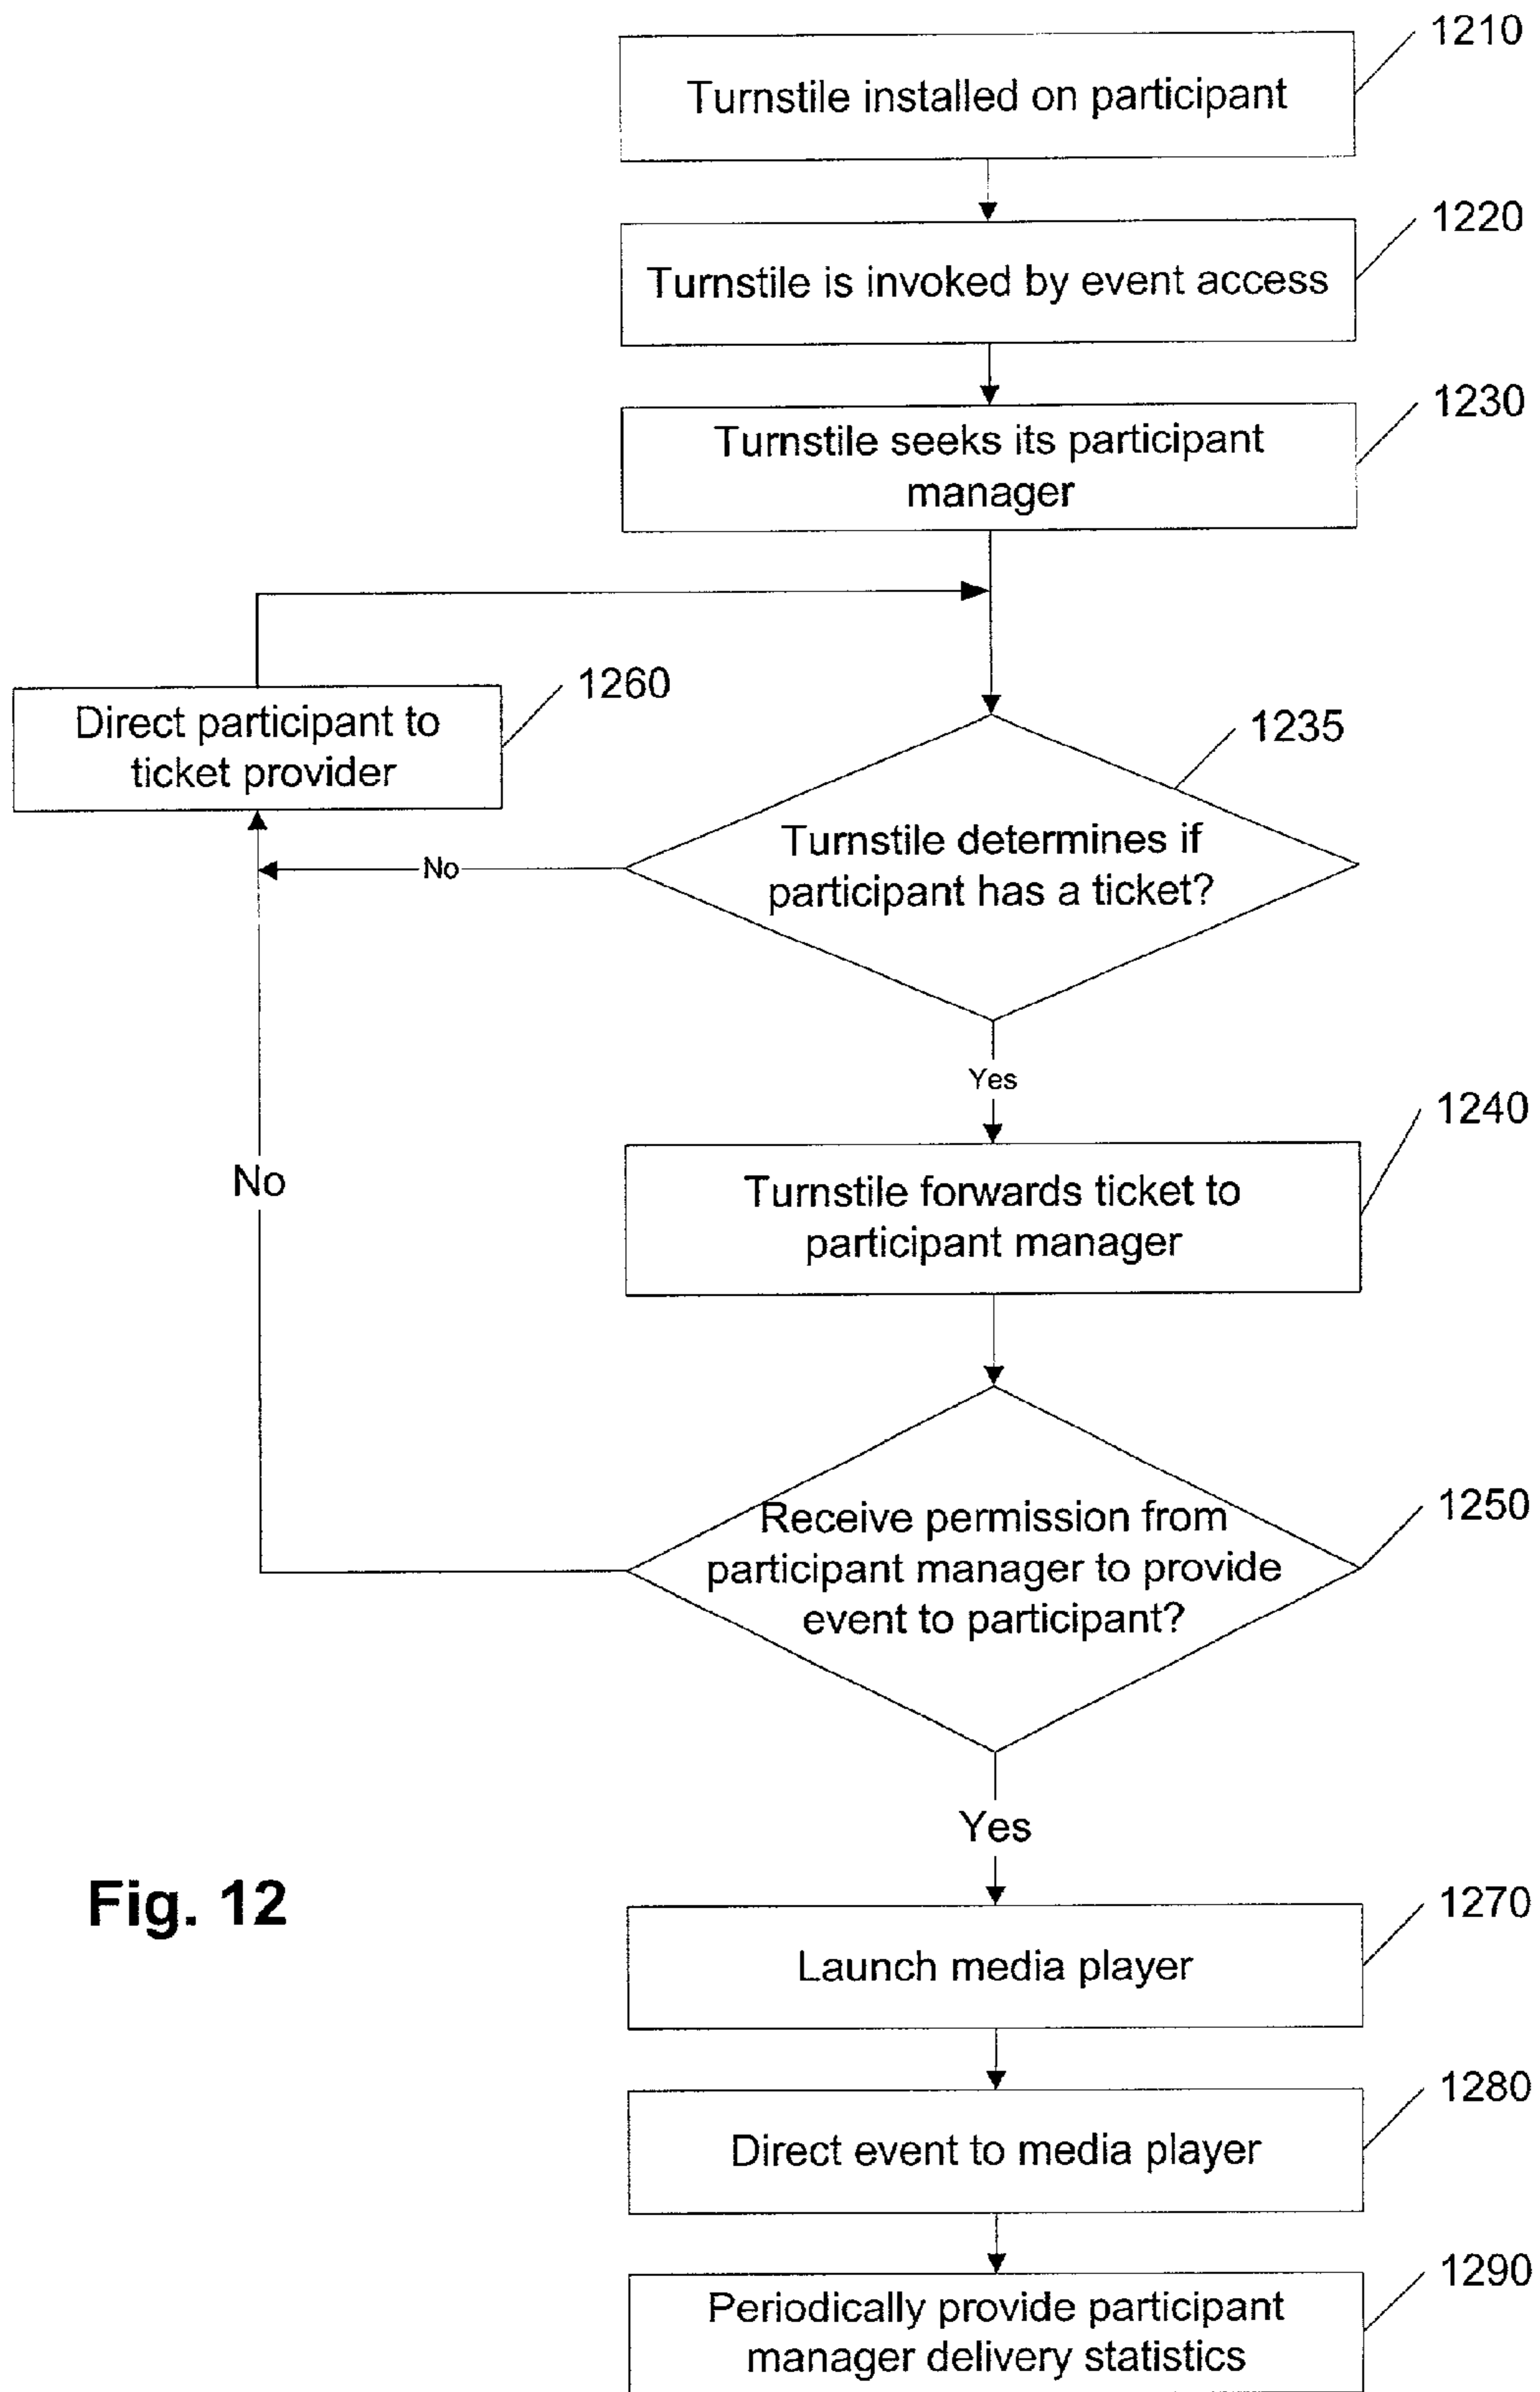 1210
Turnstile installed on participant
1220
Turnstile is invoked by event access
1230
Turnstile seeks its participant
manager
1260
Direct participant to
ticket provider
1235
Turnstile determines if
participant has a ticket?
No
Yes
1240
Turnstile forwards ticket to
participant manager
No
1250
Receive permission from
participant manager to provide
event to participant?
Yes
Fig. 12
1270
Launch media player
1280
Direct event to media player
1290
Periodically provide participant
manager delivery statistics